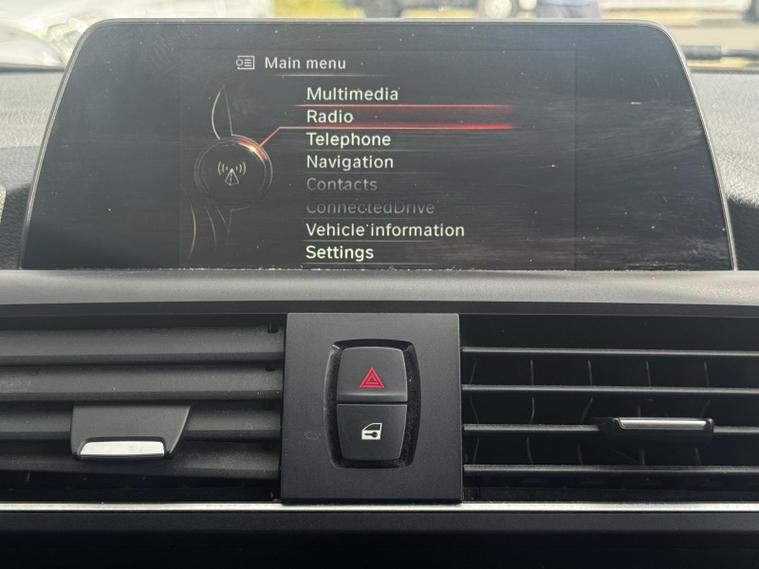 Main menu
Multimedia
Radio
Telephone
Navigation
Contacts
ConnectedDrive
Vehicle information
Settings